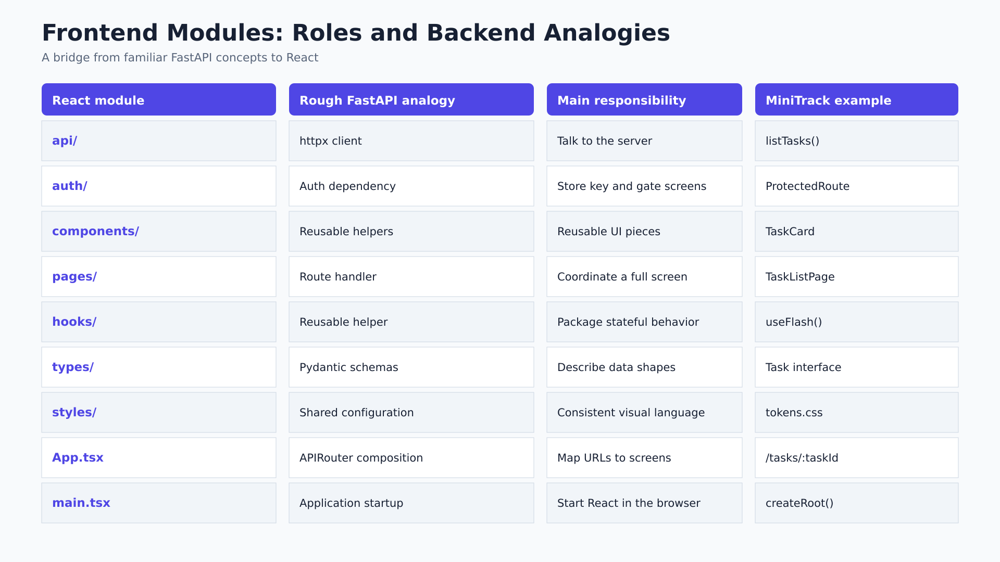 Frontend Modules: Roles and Backend Analogies
A bridge from familiar FastAPI concepts to React
React module Rough FastAPI analogy Main responsibility MiniTrack example
api/ httpx client Talk to the server listTasks()
auth/ Auth dependency Store key and gate screens ProtectedRoute
components/ Reusable helpers Reusable UI pieces TaskCard
pages/ Route handler Coordinate a full screen TaskListPage
hooks/ Reusable helper Package stateful behavior useFlash()
types/ Pydantic schemas Describe data shapes Task interface
styles/ Shared configuration Consistent visual language tokens.css
App.tsx APIRouter composition Map URLs to screens /tasks/:taskId
main.tsx Application startup Start React in the browser createRoot()